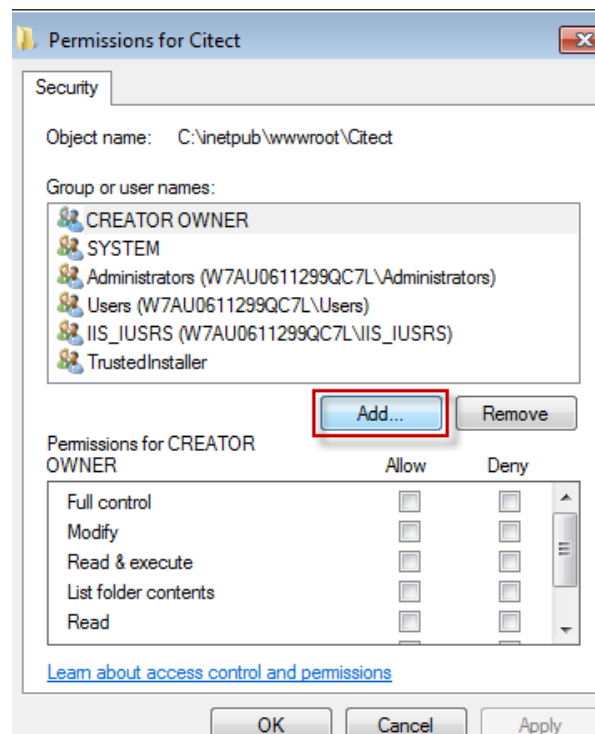 Permissions for Citect
Security
Object name: C:\inetpub\wwwroot\Citect
Group or user names:
CREATOR OWNER
SYSTEM
Administrators (W7AU0611299QC7L\Administrators)
Users (W7AU0611299QC7L\Users)
IIS_IUSRS (W7AU0611299QC7L\IIS_IUSRS)
TrustedInstaller
Add... Remove
Permissions for CREATOR
OWNER Allow Deny
Full control
Modify
Read & execute
List folder contents
Read
Learn about access control and permissions
OK Cancel Apply